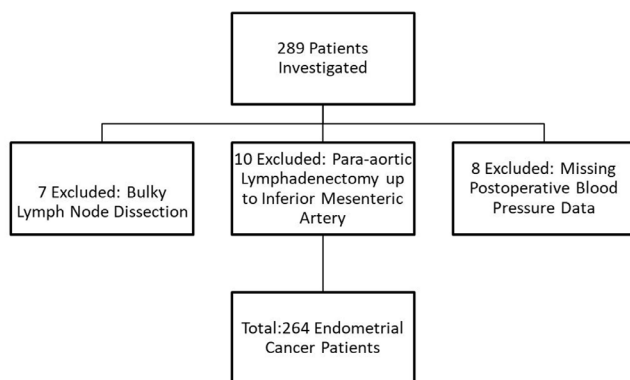 289 Patients
Investigated
7 Excluded: Bulky
Lymph Node Dissection
10 Excluded: Para-aortic
Lymphadenectomy up
to Inferior Mesenteric
Artery
8 Excluded: Missing
Postoperative Blood
Pressure Data
Total:264 Endometrial
Cancer Patients